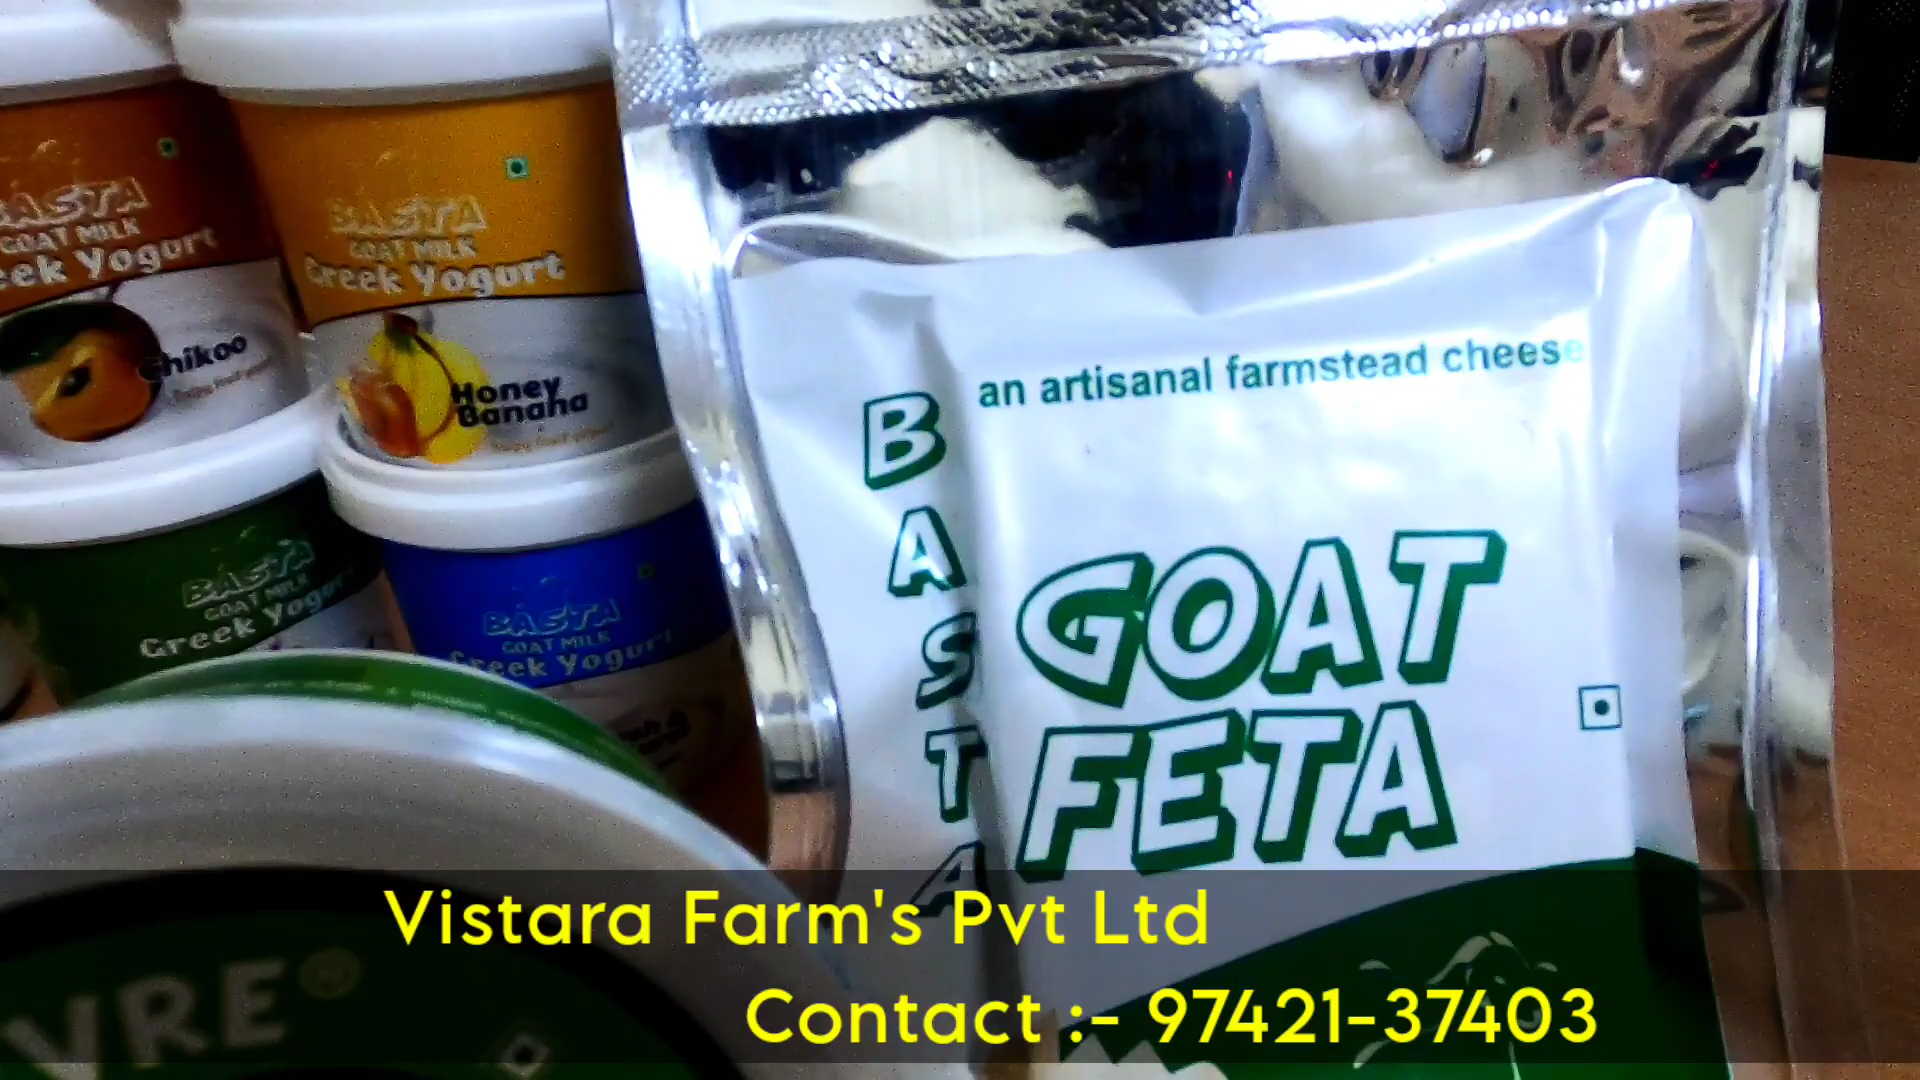 BASTA
GOAT MILK
Greek Yogurt
Honey
Banana
BASTA
GOAT MILK
eek Yogurt
Chikoo
BASTA
GOAT MILK
Greek Yogurt
BASTA
GOAT MILK
Greek Yogurt
an artisanal farmstead cheese
BASTA
GOAT
FETA
VRE
Vistara Farm's Pvt Ltd
Contact :- 97421-37403